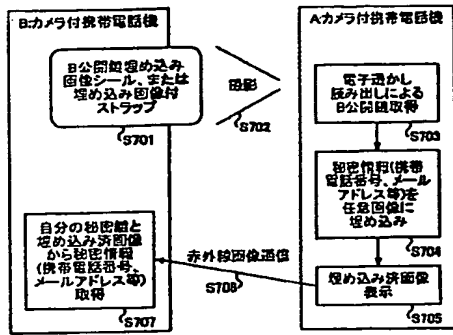 B:カメラ付携帯電話機
B公開鍵埋め込み
画像シール、または
埋め込み画像付
ストラップ
S701
撮影
S702
A:カメラ付携帯電話機
電子透かし
読み出しによる
B公開鍵取得
S703
秘密情報(携帯
電話番号、メール
アドレス等)を
任意画像に
埋め込み
S704
埋め込み済画像
表示
S705
赤外線画像通信
S706
自分の秘密鍵と
埋め込み済画像
から秘密情報
(携帯電話番号、
メールアドレス等)
取得
S707